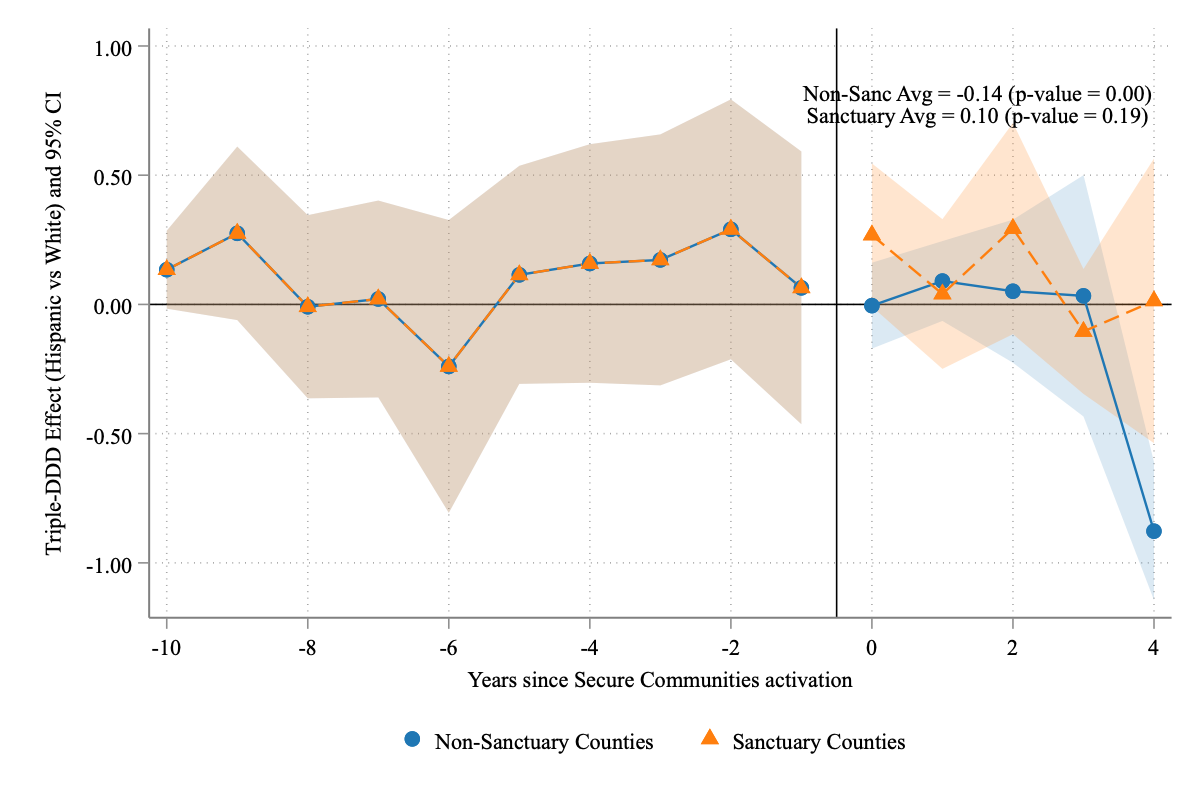 Triple-DDD Effect (Hispanic vs White) and 95% CI
1.00
0.50
0.00
-0.50
-1.00
Non-Sanc Avg = -0.14 (p-value = 0.00)
Sanctuary Avg = 0.10 (p-value = 0.19)
-10 -8 -6 -4 -2 0 2 4
Years since Secure Communities activation
Non-Sanctuary Counties Sanctuary Counties